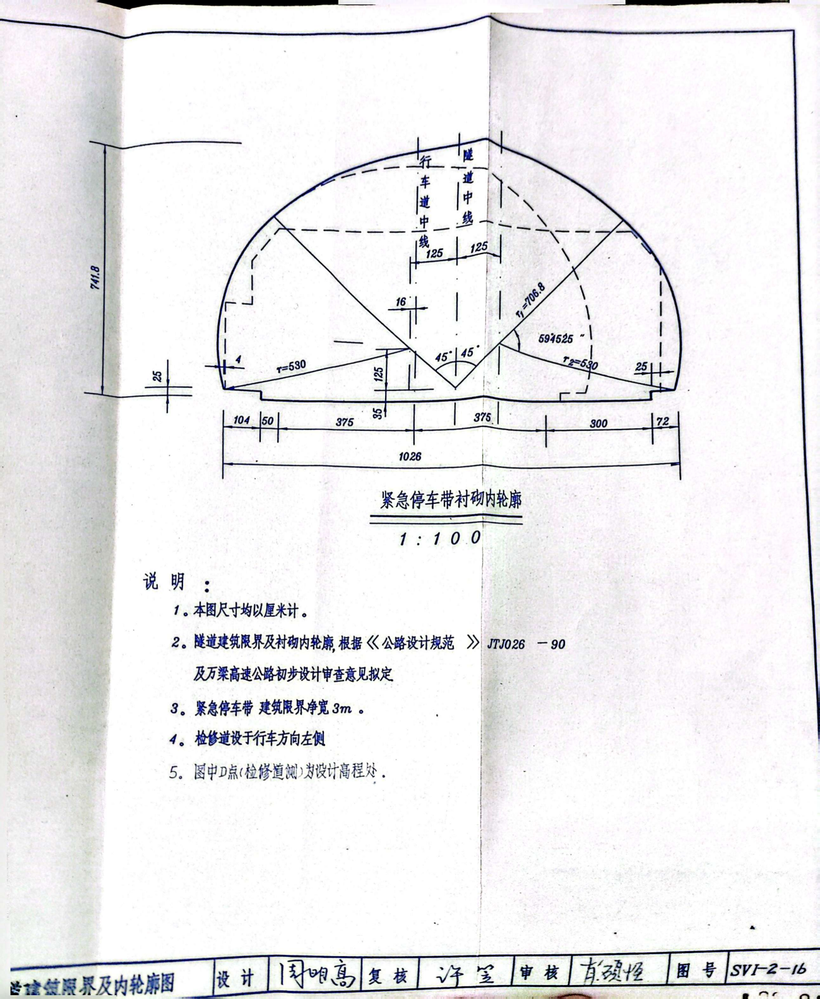 行车道中线
隧道中线
125
125
741.8
16
r₁=706.8
59°45'25"
45°
45°
4
r=530
r₂=530
25
25
125
35
104
50
375
375
300
72
1026
紧急停车带衬砌内轮廓
1:100
说明:
1。本图尺寸均以厘米计。
2。隧道建筑限界及衬砌内轮廓,根据《公路设计规范》JTJ026-90
及万梁高速公路初步设计审查意见拟定
3。紧急停车带 建筑限界净宽3m。
4。检修道设于行车方向左侧
5。图中D点(检修道侧)为设计高程处.
建筑限界及内轮廓图
设计
周明高
复核
审核
图号
SVI-2-16